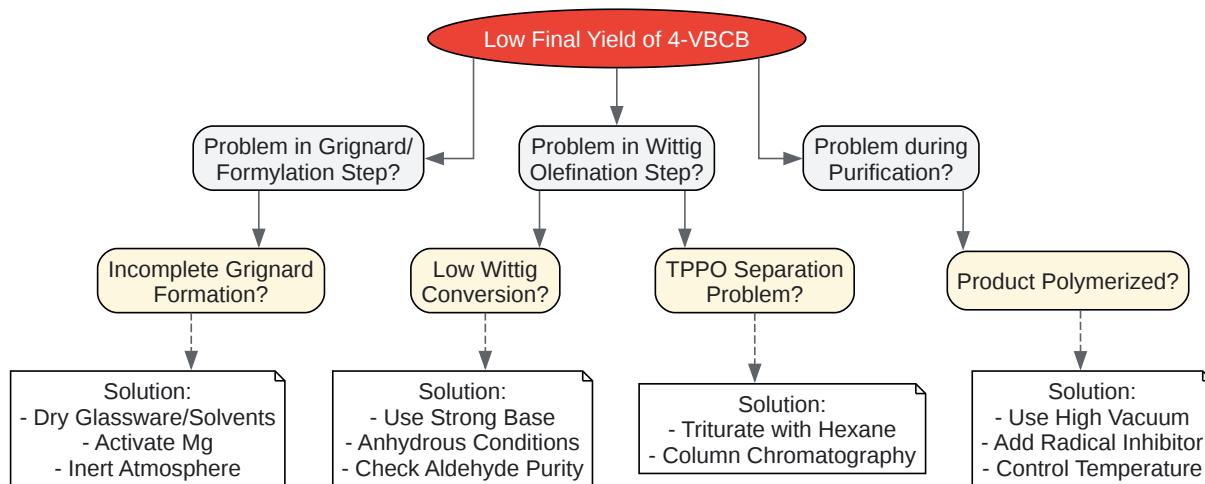 Low Final Yield of 4-VBCB
Problem in Grignard/
Formylation Step?
Problem in Wittig
Olefination Step?
Problem during
Purification?
Incomplete Grignard
Formation?
Low Wittig
Conversion?
TPPO Separation
Problem?
Product Polymerized?
Solution:
- Dry Glassware/Solvents
- Activate Mg
- Inert Atmosphere
Solution:
- Use Strong Base
- Anhydrous Conditions
- Check Aldehyde Purity
Solution:
- Triturate with Hexane
- Column Chromatography
Solution:
- Use High Vacuum
- Add Radical Inhibitor
- Control Temperature